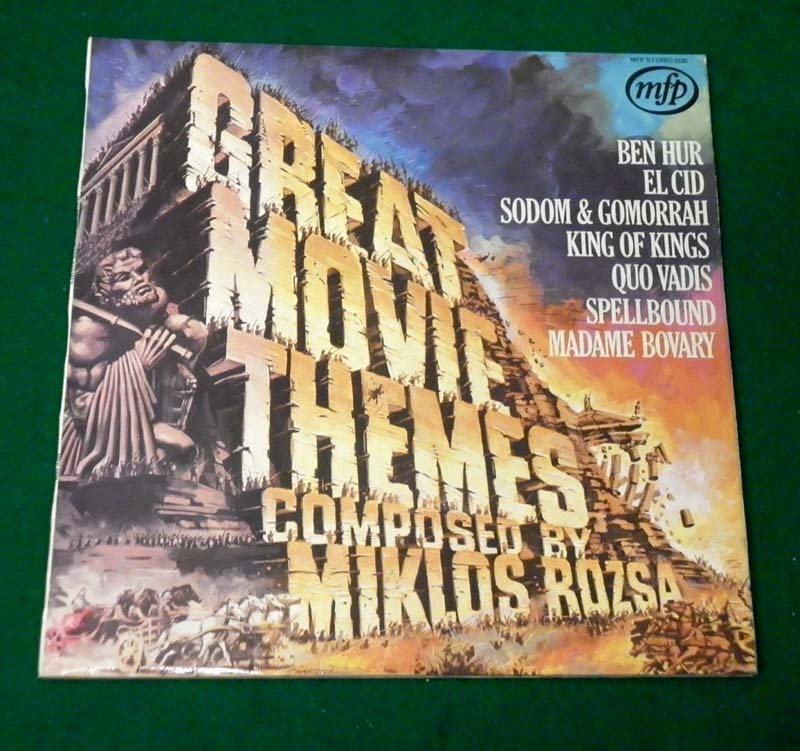 MFP STEREO
mfp
BEN HUR
EL CID
SODOM & GOMORRAH
KING OF KINGS
QUO VADIS
SPELLBOUND
MADAME BOVARY
GREAT
MOVIE
THEMES
COMPOSED BY
MIKLOS ROZSA